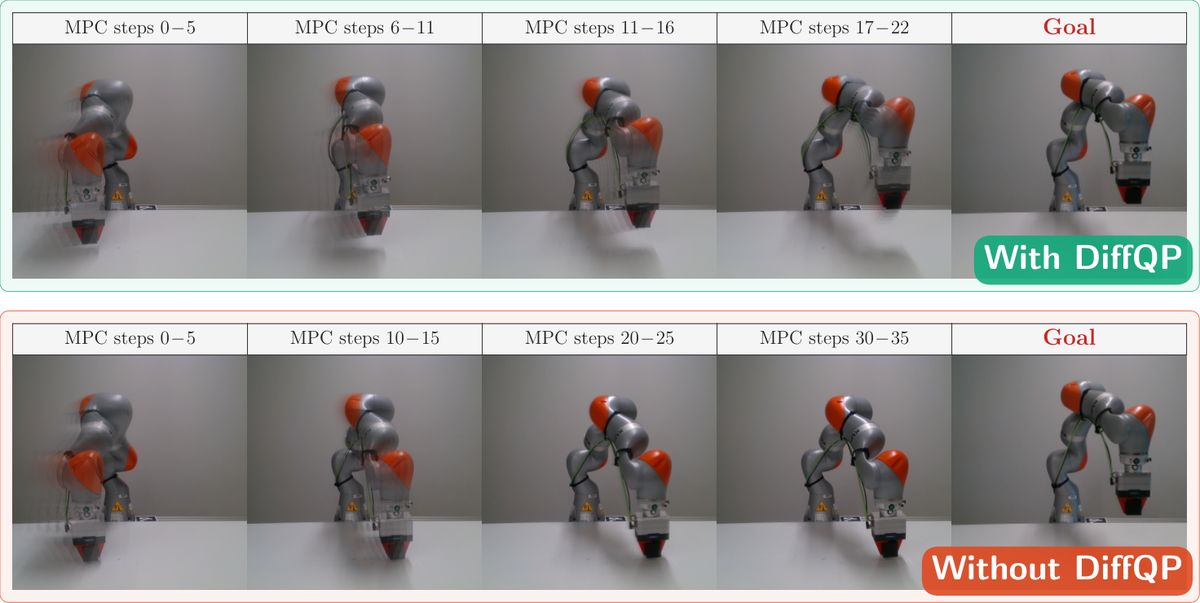 MPC steps 0−5
MPC steps 6−11
MPC steps 11−16
MPC steps 17−22
Goal
With DiffQP
MPC steps 0−5
MPC steps 10−15
MPC steps 20−25
MPC steps 30−35
Goal
Without DiffQP